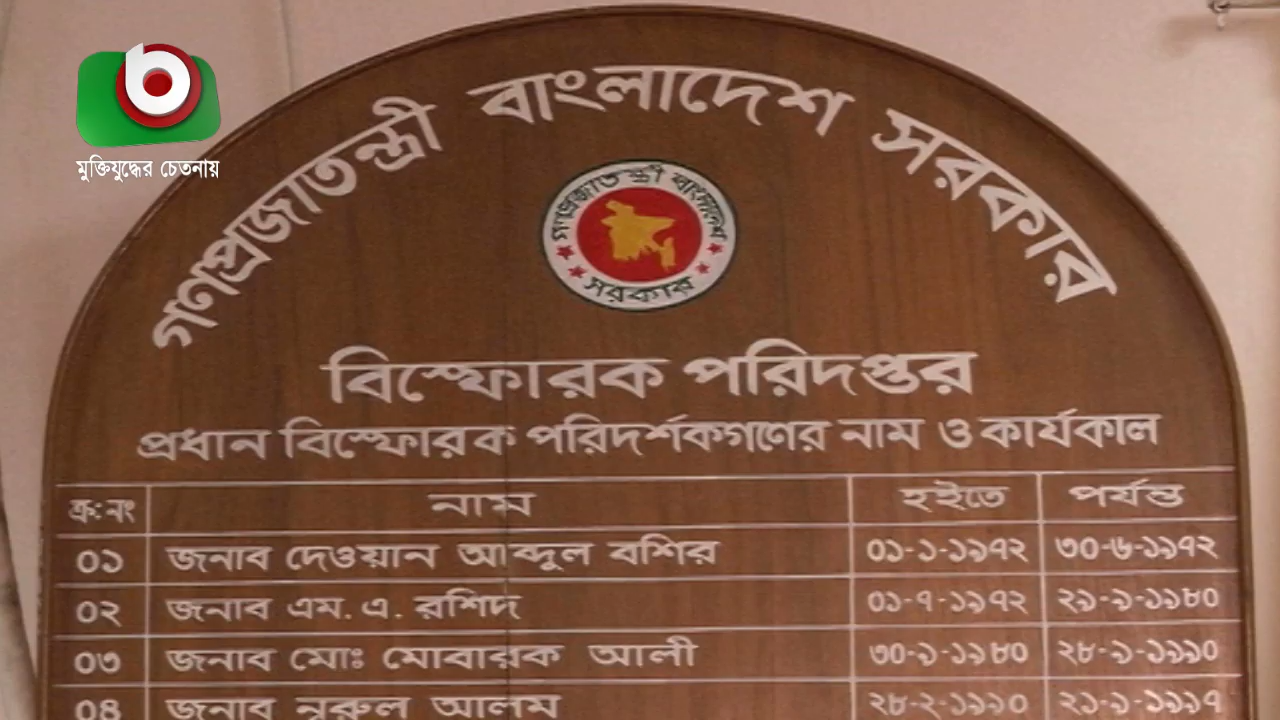 মুক্তিযুদ্ধের চেতনায়
গণপ্রজাতন্ত্রী বাংলাদেশ সরকার
গণপ্রজাতন্ত্রী বাংলাদেশ
সরকার
বিস্ফোরক পরিদপ্তর
প্রধান বিস্ফোরক পরিদর্শকগণের নাম ও কার্যকাল
ক্র:নং নাম হইতে পর্যন্ত
০১ জনাব দেওয়ান আব্দুল বশির ০১-১-১৯৭২ ৩০-৬-১৯৭২
০২ জনাব এম. এ. রশিদ ০১-৭-১৯৭২ ২৯-৯-১৯৮০
০৩ জনাব মোঃ মোবারক আলী ৩০-৯-১৯৮০ ২৮-৯-১৯৯০
০৪ জনাব নূরুল আলম ২৮-২-১৯৯০ ২১-৯-১৯৯৭